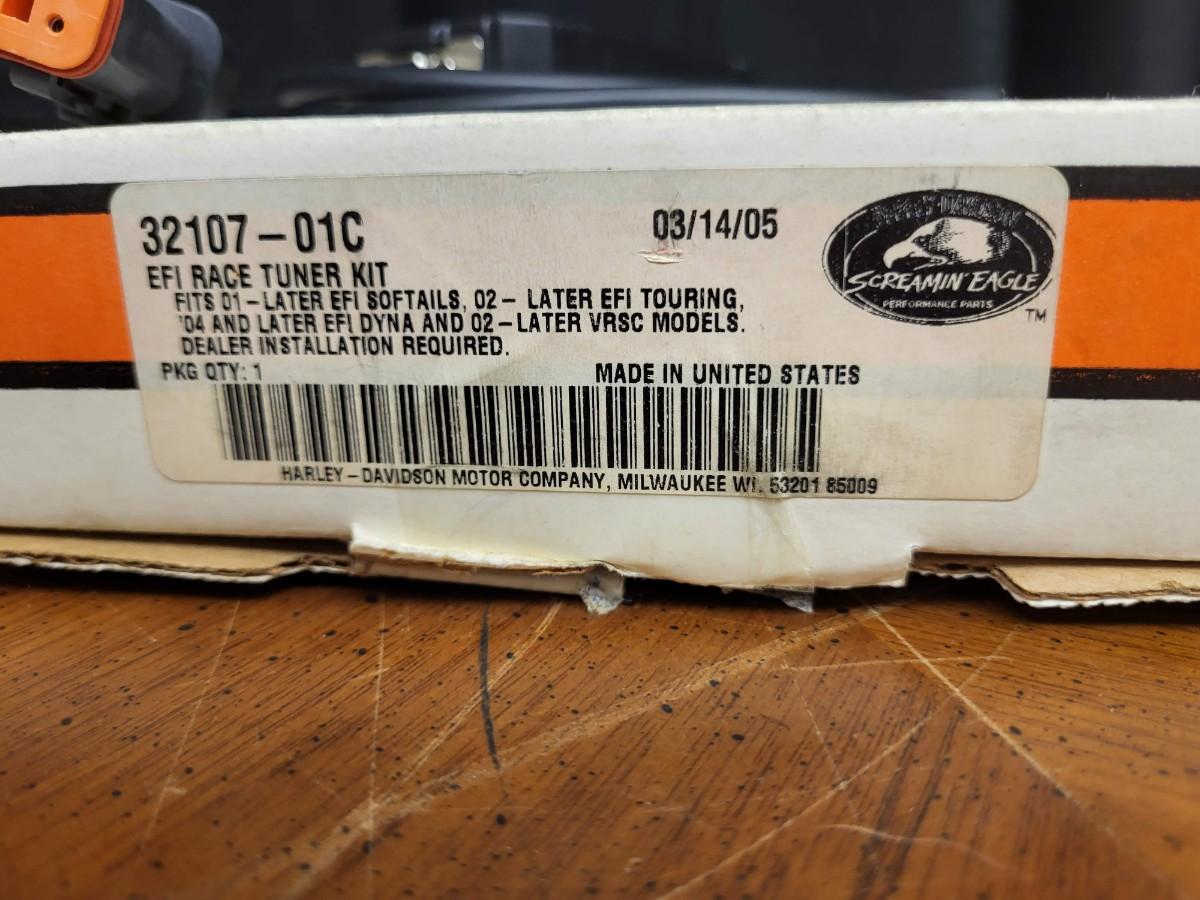 32107-01C
03/14/05
EFI RACE TUNER KIT
FITS 01-LATER EFI SOFTAILS, 02- LATER EFI TOURING,
'04 AND LATER EFI DYNA AND 02-LATER VRSC MODELS.
DEALER INSTALLATION REQUIRED.
PKG QTY: 1
MADE IN UNITED STATES
HARLEY-DAVIDSON MOTOR COMPANY, MILWAUKEE WI. 53201 85009
HARLEY-DAVIDSON
SCREAMIN' EAGLE
PERFORMANCE PARTS
TM